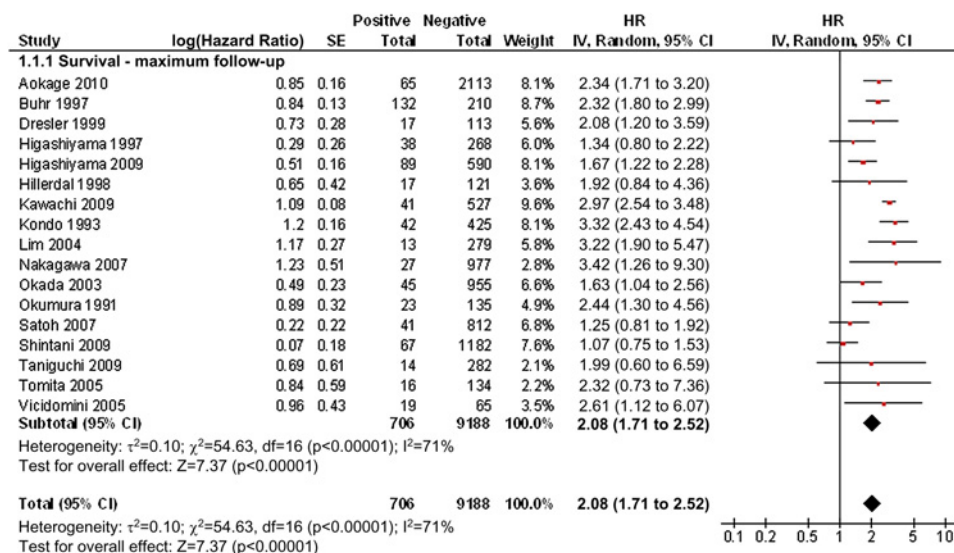 Positive Negative HR HR
Study log(Hazard Ratio) SE Total Total Weight IV, Random, 95% CI IV, Random, 95% CI
1.1.1 Survival - maximum follow-up
Aokage 2010 0.85 0.16 65 2113 8.1% 2.34 (1.71 to 3.20)
Buhr 1997 0.84 0.13 132 210 8.7% 2.32 (1.80 to 2.99)
Dresler 1999 0.73 0.28 17 113 5.6% 2.08 (1.20 to 3.59)
Higashiyama 1997 0.29 0.26 38 268 6.0% 1.34 (0.80 to 2.22)
Higashiyama 2009 0.51 0.16 89 590 8.1% 1.67 (1.22 to 2.28)
Hillerdal 1998 0.65 0.42 17 121 3.6% 1.92 (0.84 to 4.36)
Kawachi 2009 1.09 0.08 41 527 9.6% 2.97 (2.54 to 3.48)
Kondo 1993 1.2 0.16 42 425 8.1% 3.32 (2.43 to 4.54)
Lim 2004 1.17 0.27 13 279 5.8% 3.22 (1.90 to 5.47)
Nakagawa 2007 1.23 0.51 27 977 2.8% 3.42 (1.26 to 9.30)
Okada 2003 0.49 0.23 45 955 6.6% 1.63 (1.04 to 2.56)
Okumura 1991 0.89 0.32 23 135 4.9% 2.44 (1.30 to 4.56)
Satoh 2007 0.22 0.22 41 812 6.8% 1.25 (0.81 to 1.92)
Shintani 2009 0.07 0.18 67 1182 7.6% 1.07 (0.75 to 1.53)
Taniguchi 2009 0.69 0.61 14 282 2.1% 1.99 (0.60 to 6.59)
Tomita 2005 0.84 0.59 16 134 2.2% 2.32 (0.73 to 7.36)
Vicidomini 2005 0.96 0.43 19 65 3.5% 2.61 (1.12 to 6.07)
Subtotal (95% CI) 706 9188 100.0% 2.08 (1.71 to 2.52)
Heterogeneity: τ²=0.10; χ²=54.63, df=16 (p<0.00001); I²=71%
Test for overall effect: Z=7.37 (p<0.00001)
Total (95% CI) 706 9188 100.0% 2.08 (1.71 to 2.52)
Heterogeneity: τ²=0.10; χ²=54.63, df=16 (p<0.00001); I²=71%
Test for overall effect: Z=7.37 (p<0.00001)
0.1 0.2 0.5 1 2 5 10